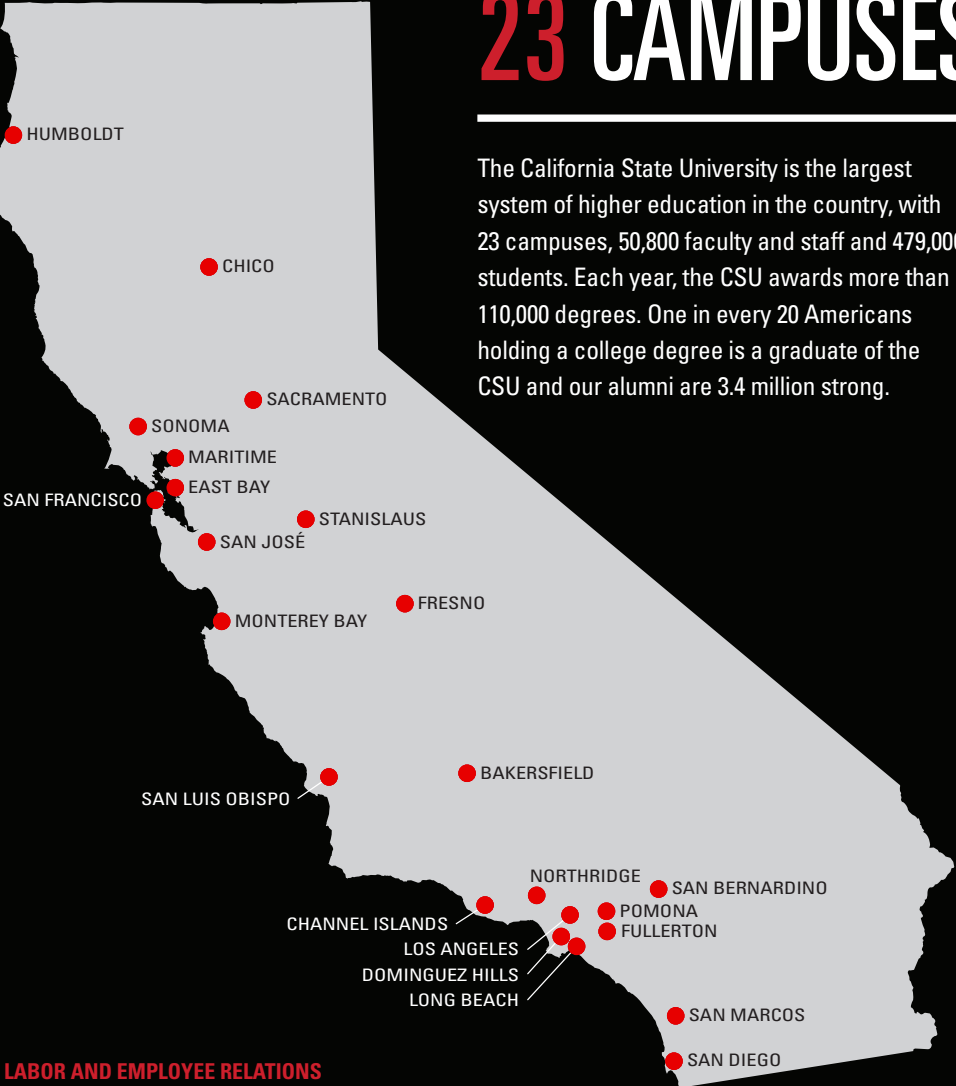 23 CAMPUSES
The California State University is the largest
system of higher education in the country, with
23 campuses, 50,800 faculty and staff and 479,000
students. Each year, the CSU awards more than
110,000 degrees. One in every 20 Americans
holding a college degree is a graduate of the
CSU and our alumni are 3.4 million strong.
HUMBOLDT
CHICO
SACRAMENTO
SONOMA
MARITIME
EAST BAY
SAN FRANCISCO
STANISLAUS
SAN JOSÉ
FRESNO
MONTEREY BAY
BAKERSFIELD
SAN LUIS OBISPO
NORTHRIDGE
SAN BERNARDINO
POMONA
CHANNEL ISLANDS
FULLERTON
LOS ANGELES
DOMINGUEZ HILLS
LONG BEACH
SAN MARCOS
SAN DIEGO
LABOR AND EMPLOYEE RELATIONS